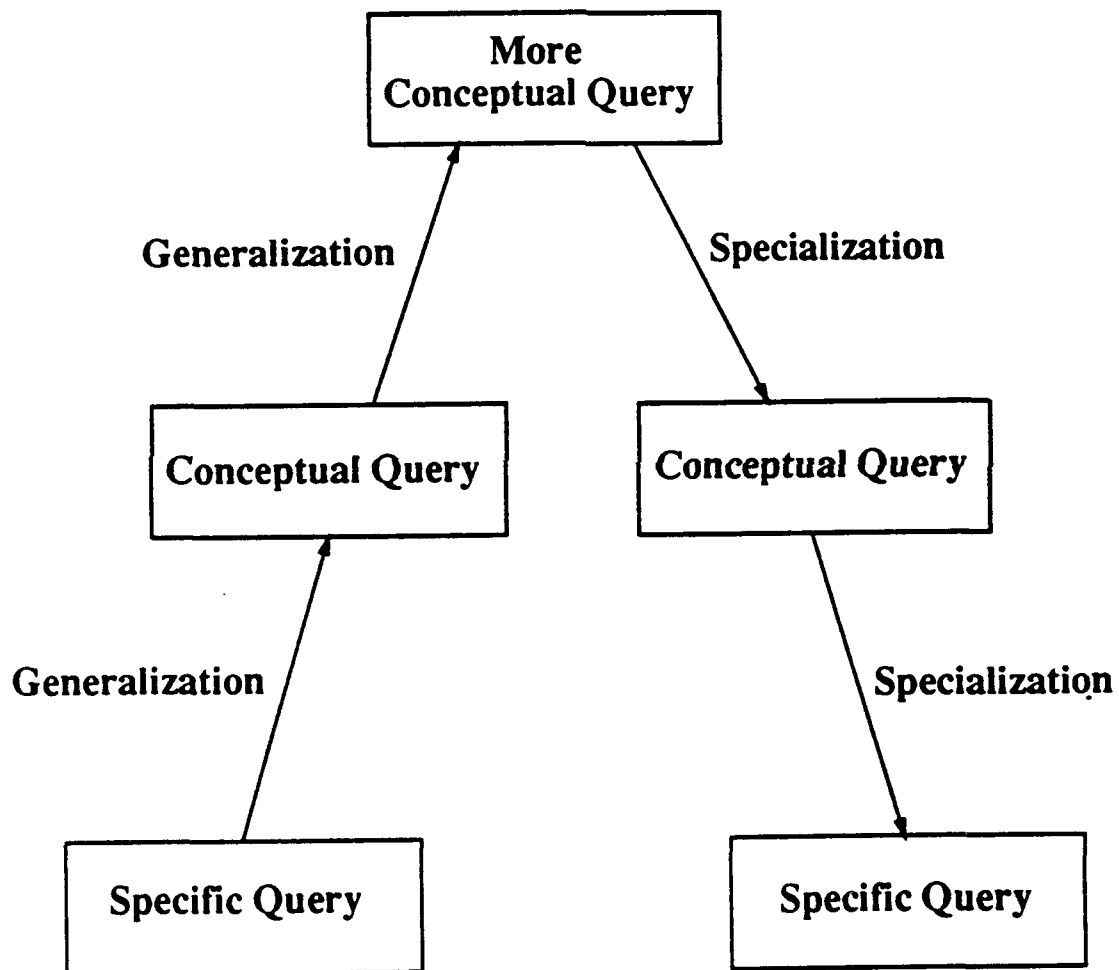 More
Conceptual Query
Generalization
Specialization
Conceptual Query
Conceptual Query
Generalization
Specialization
Specific Query
Specific Query